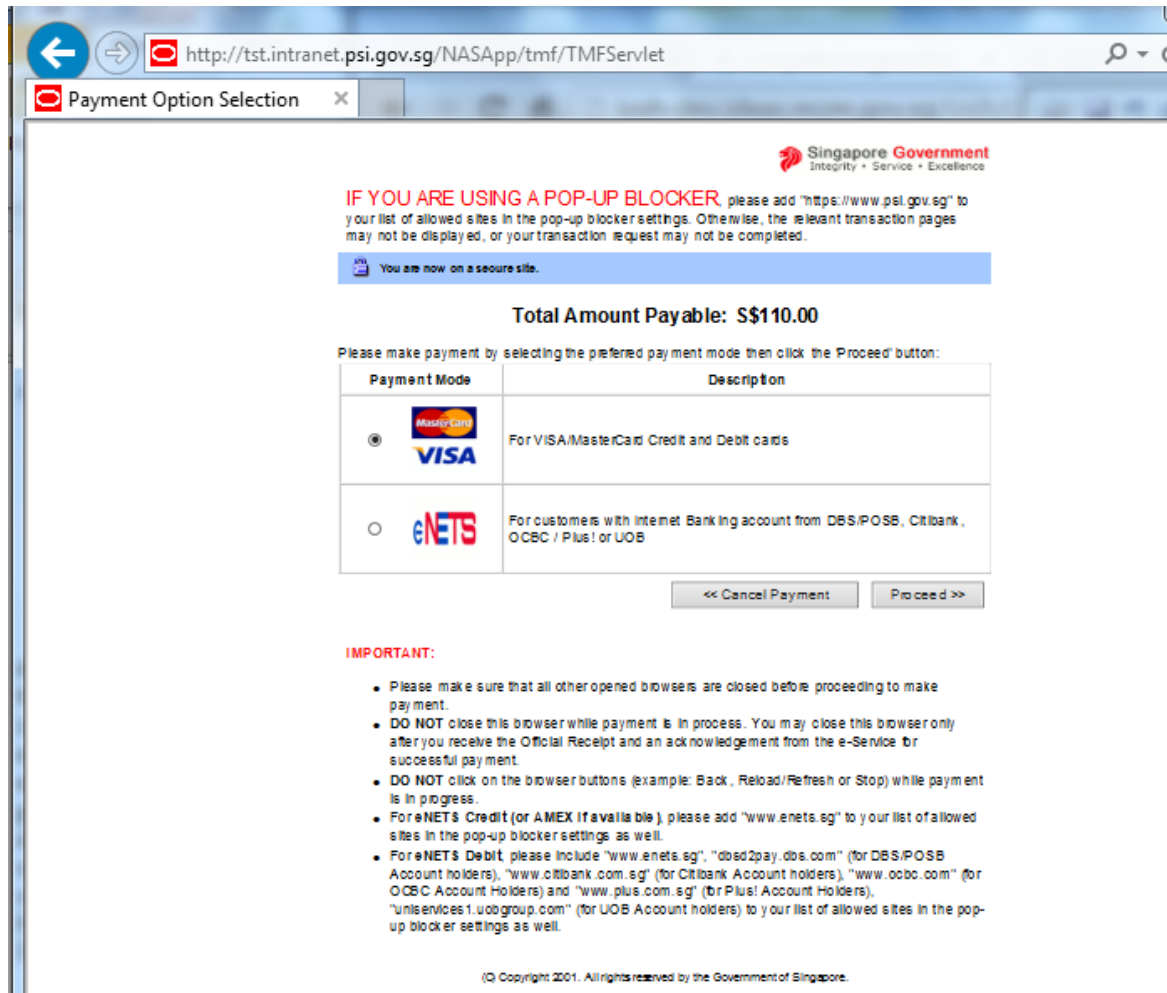 http://tst.intranet.psi.gov.sg/NASApp/tmf/TMFServlet
Payment Option Selection
Singapore Government
Integrity • Service • Excellence
IF YOU ARE USING A POP-UP BLOCKER, please add "https://www.psi.gov.sg" to
your list of allowed sites in the pop-up blocker settings. Otherwise, the relevant transaction pages
may not be displayed, or your transaction request may not be completed.
You are now on a secure site.
Total Amount Payable: S$110.00
Please make payment by selecting the preferred payment mode then click the 'Proceed' button:
Payment Mode Description
MasterCard
VISA
For VISA/MasterCard Credit and Debit cards
eNETS
For customers with Internet Banking account from DBS/POSB, Citibank,
OCBC / Plus! or UOB
<< Cancel Payment Proceed >>
IMPORTANT:
• Please make sure that all other opened browsers are closed before proceeding to make
payment.
• DO NOT close this browser while payment is in process. You may close this browser only
after you receive the Official Receipt and an acknowledgement from the e-Service for
successful payment.
• DO NOT click on the browser buttons (example: Back, Reload/Refresh or Stop) while payment
is in progress.
• For eNETS Credit (or AMEX if available), please add "www.enets.sg" to your list of allowed
sites in the pop-up blocker settings as well.
• For eNETS Debit, please include "www.enets.sg", "dbsd2pay.dbs.com" (for DBS/POSB
Account holders), "www.citibank.com.sg" (for Citibank Account holders), "www.ocbc.com" (for
OCBC Account Holders) and "www.plus.com.sg" (for Plus! Account Holders),
"uniservices1.uobgroup.com" (for UOB Account holders) to your list of allowed sites in the pop-
up blocker settings as well.
(C) Copyright 2001. All rights reserved by the Government of Singapore.